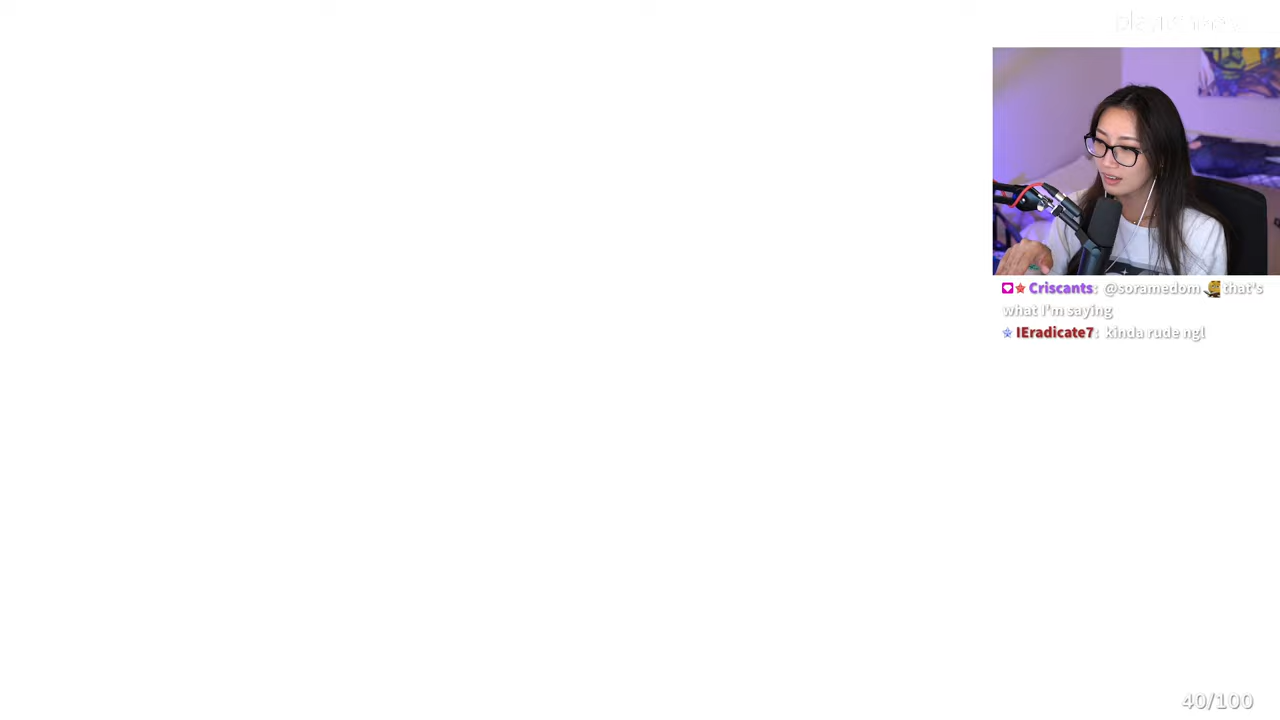 Criscants: @soramedom that's
what I'm saying
IEradicate7: kinda rude ngl
40/100